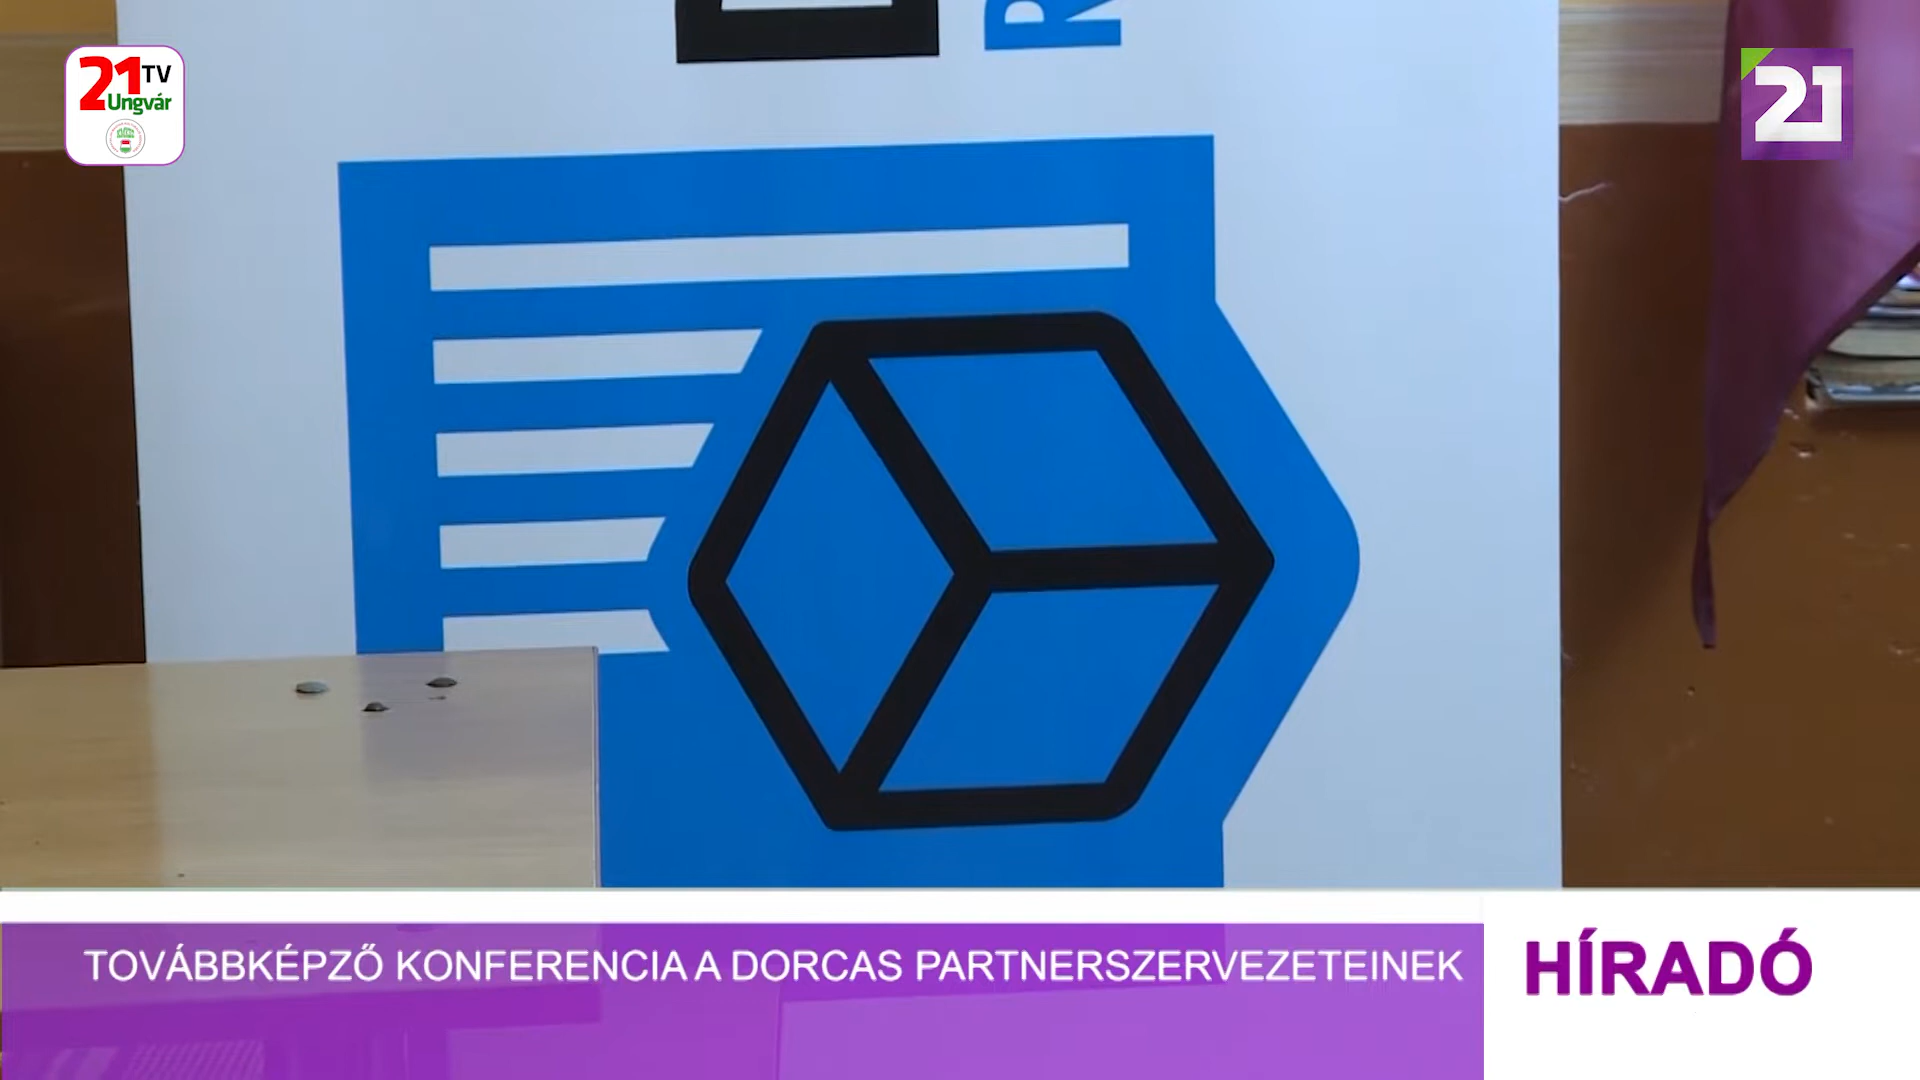 21 TV
Ungvár
21
TOVÁBBKÉPZŐ KONFERENCIA A DORCAS PARTNERSZERVEZETEINEK
HÍRADÓ